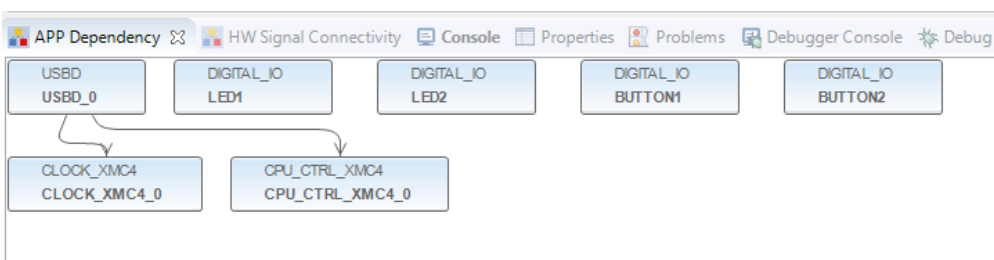 APP Dependency HW Signal Connectivity Console Properties Problems Debugger Console Debug
USBD DIGITAL_IO DIGITAL_IO DIGITAL_IO DIGITAL_IO
USBD_0 LED1 LED2 BUTTON1 BUTTON2
CLOCK_XMC4 CPU_CTRL_XMC4
CLOCK_XMC4_0 CPU_CTRL_XMC4_0